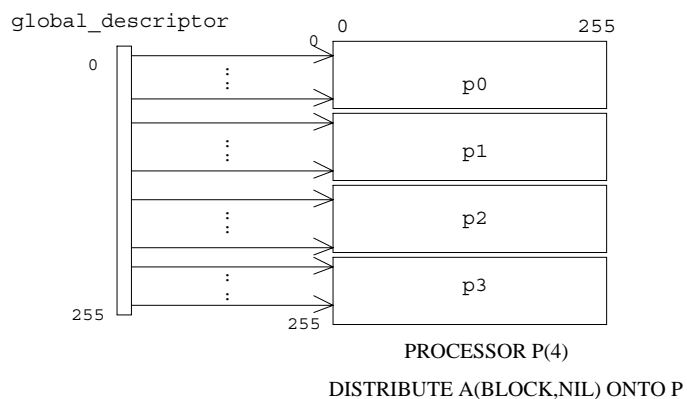 global_descriptor
0 255
0
0
p0
p1
p2
p3
255
255
PROCESSOR P(4)
DISTRIBUTE A(BLOCK,NIL) ONTO P